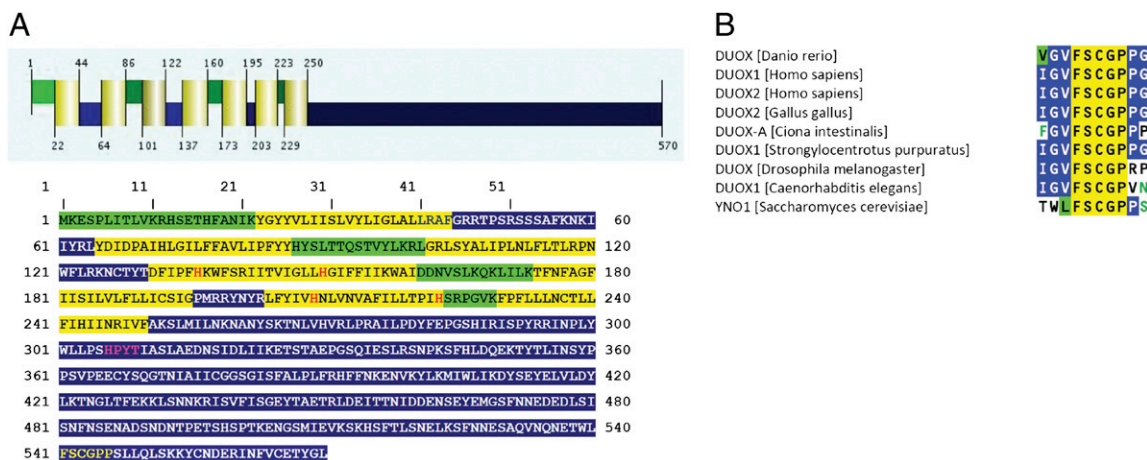 A
1 44 86 122 160 195 223 250
22 64 101 137 173 203 229 570
1 11 21 31 41 51
1 MKESPLITLVKRHSETHFANIKYGYYVLIISLVYLIGLALLRAFGRRTPSRSSSAFKNKI 60
61 IYRLYDIDPAIHLGILFFAVLIPFYYHYSLTTQSTVYLKRLGRLSYALIPLNLFLTLRPN 120
121 WFLRKNCTYTDFIPFHKWFSRIITVIGLLHGIFFIIKWAIDDNVSLKQKLILKTFNFAGF 180
181 IISILVLFLLICSIGPMRRYNYRLFYIVHNLVNVAFILLTPIHSRPGVKFPFLLLNCTLL 240
241 FIHIINRIVFAKSLMILNKNANYSKTNLVHVRLPRAILPDYFEPGSHIRISPYRRINPLY 300
301 WLLPSHPYTIASLAEDNSIDLIIKETSTAEPGSQIESLRSNPKSFHLDQEKTYTLINSYP 360
361 PSVPEECYSQGTNIAIICGGSGISFALPLFRHFFNKENVKYLKMIWLIKDYSEYELVLDY 420
421 LKTNGLTFEKKLSNNKRISVFISGEYTAETRLDEITTNIDDENSEYEMGSFNNEDEDLSI 480
481 SNFNSENADSNDNTPETSHSPTKENGSMIEVKSKHSFTLSNELKSFNNESAQVNQNETWL 540
541 FSCGPPSLLQLSKKYCNDERINFVCETYGL
B
DUOX [Danio rerio] VGVFSCGPPG
DUOX1 [Homo sapiens] IGVFSCGPPG
DUOX2 [Homo sapiens] IGVFSCGPPG
DUOX2 [Gallus gallus] IGVFSCGPPG
DUOX-A [Ciona intestinalis] FGVFSCGPPP
DUOX1 [Strongylocentrotus purpuratus] IGVFSCGPPG
DUOX [Drosophila melanogaster] IGVFSCGPRP
DUOX1 [Caenorhabditis elegans] IGVFSCGPVN
YNO1 [Saccharomyces cerevisiae] TWLFSCGPPS